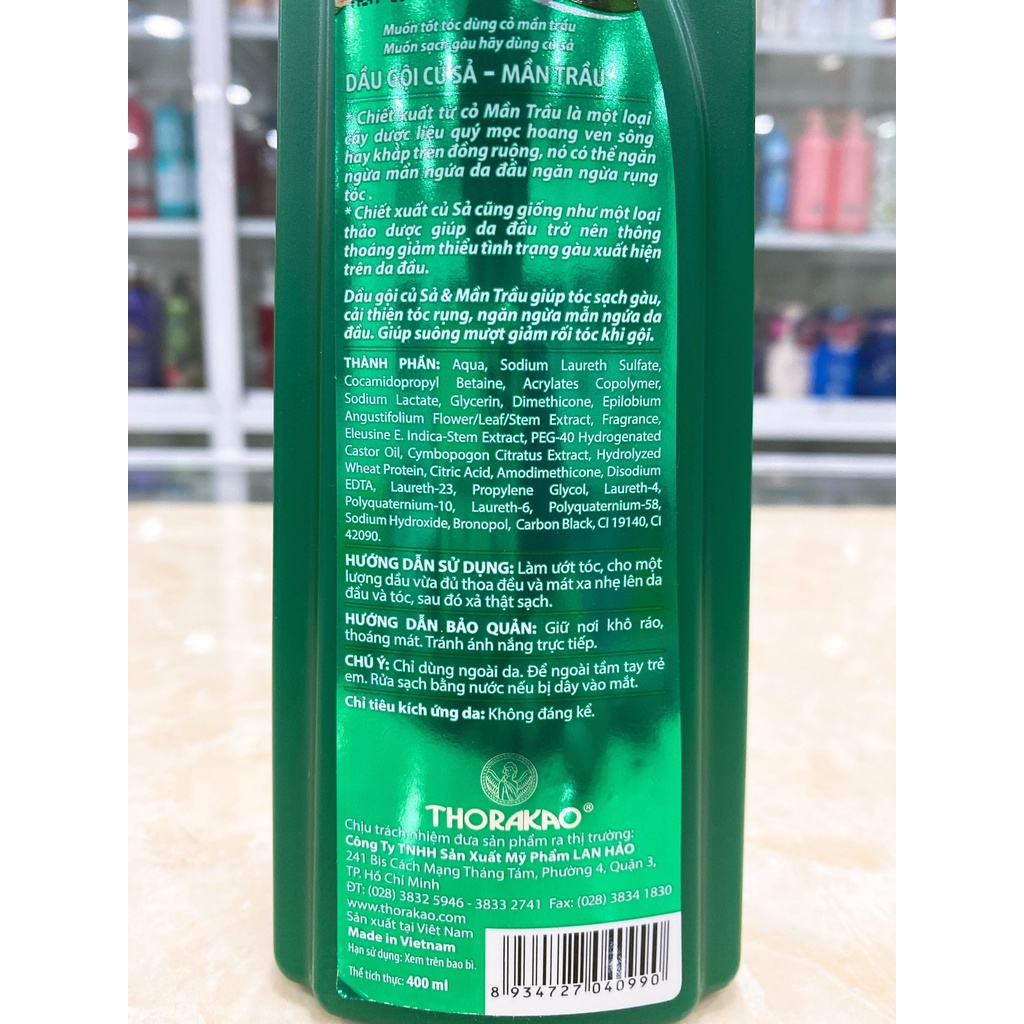 Muốn tốt tóc dùng cỏ mần trầu
Muốn sạch gàu hãy dùng củ sả
DẦU GỘI CỦ SẢ – MẦN TRẦU
* Chiết xuất từ cỏ Mần Trầu là một loại
cây dược liệu quý mọc hoang ven sông
hay khắp trên đồng ruộng, nó có thể ngăn
ngừa mẩn ngứa da đầu ngăn ngừa rụng
tóc .
* Chiết xuất củ Sả cũng giống như một loại
thảo dược giúp da đầu trở nên thông
thoáng giảm thiểu tình trạng gàu xuất hiện
trên da đầu.
Dầu gội củ Sả & Mần Trầu giúp tóc sạch gàu,
cải thiện tóc rụng, ngăn ngừa mẩn ngứa da
đầu. Giúp suông mượt giảm rối tóc khi gội.
THÀNH PHẦN: Aqua, Sodium Laureth Sulfate,
Cocamidopropyl Betaine, Acrylates Copolymer,
Sodium Lactate, Glycerin, Dimethicone, Epilobium
Angustifolium Flower/Leaf/Stem Extract, Fragrance,
Eleusine E. Indica-Stem Extract, PEG-40 Hydrogenated
Castor Oil, Cymbopogon Citratus Extract, Hydrolyzed
Wheat Protein, Citric Acid, Amodimethicone, Disodium
EDTA, Laureth-23, Propylene Glycol, Laureth-4,
Polyquaternium-10, Laureth-6, Polyquaternium-58,
Sodium Hydroxide, Bronopol, Carbon Black, CI 19140, CI
42090.
HƯỚNG DẪN SỬ DỤNG: Làm ướt tóc, cho một
lượng dầu vừa đủ thoa đều và mát xa nhẹ lên da
đầu và tóc, sau đó xả thật sạch.
HƯỚNG DẪN BẢO QUẢN: Giữ nơi khô ráo,
thoáng mát. Tránh ánh nắng trực tiếp.
CHÚ Ý: Chỉ dùng ngoài da. Để ngoài tầm tay trẻ
em. Rửa sạch bằng nước nếu bị dây vào mắt.
Chỉ tiêu kích ứng da: Không đáng kể.
THORAKAO®
Chịu trách nhiệm đưa sản phẩm ra thị trường:
Công Ty TNHH Sản Xuất Mỹ Phẩm LAN HẢO
241 Bis Cách Mạng Tháng Tám, Phường 4, Quận 3,
TP. Hồ Chí Minh
ĐT: (028) 3832 5946 - 3833 2741 Fax: (028) 3834 1830
www.thorakao.com
Sản xuất tại Việt Nam
Made in Vietnam
Hạn sử dụng: Xem trên bao bì.
Thể tích thực: 400 ml
8 934727 040990